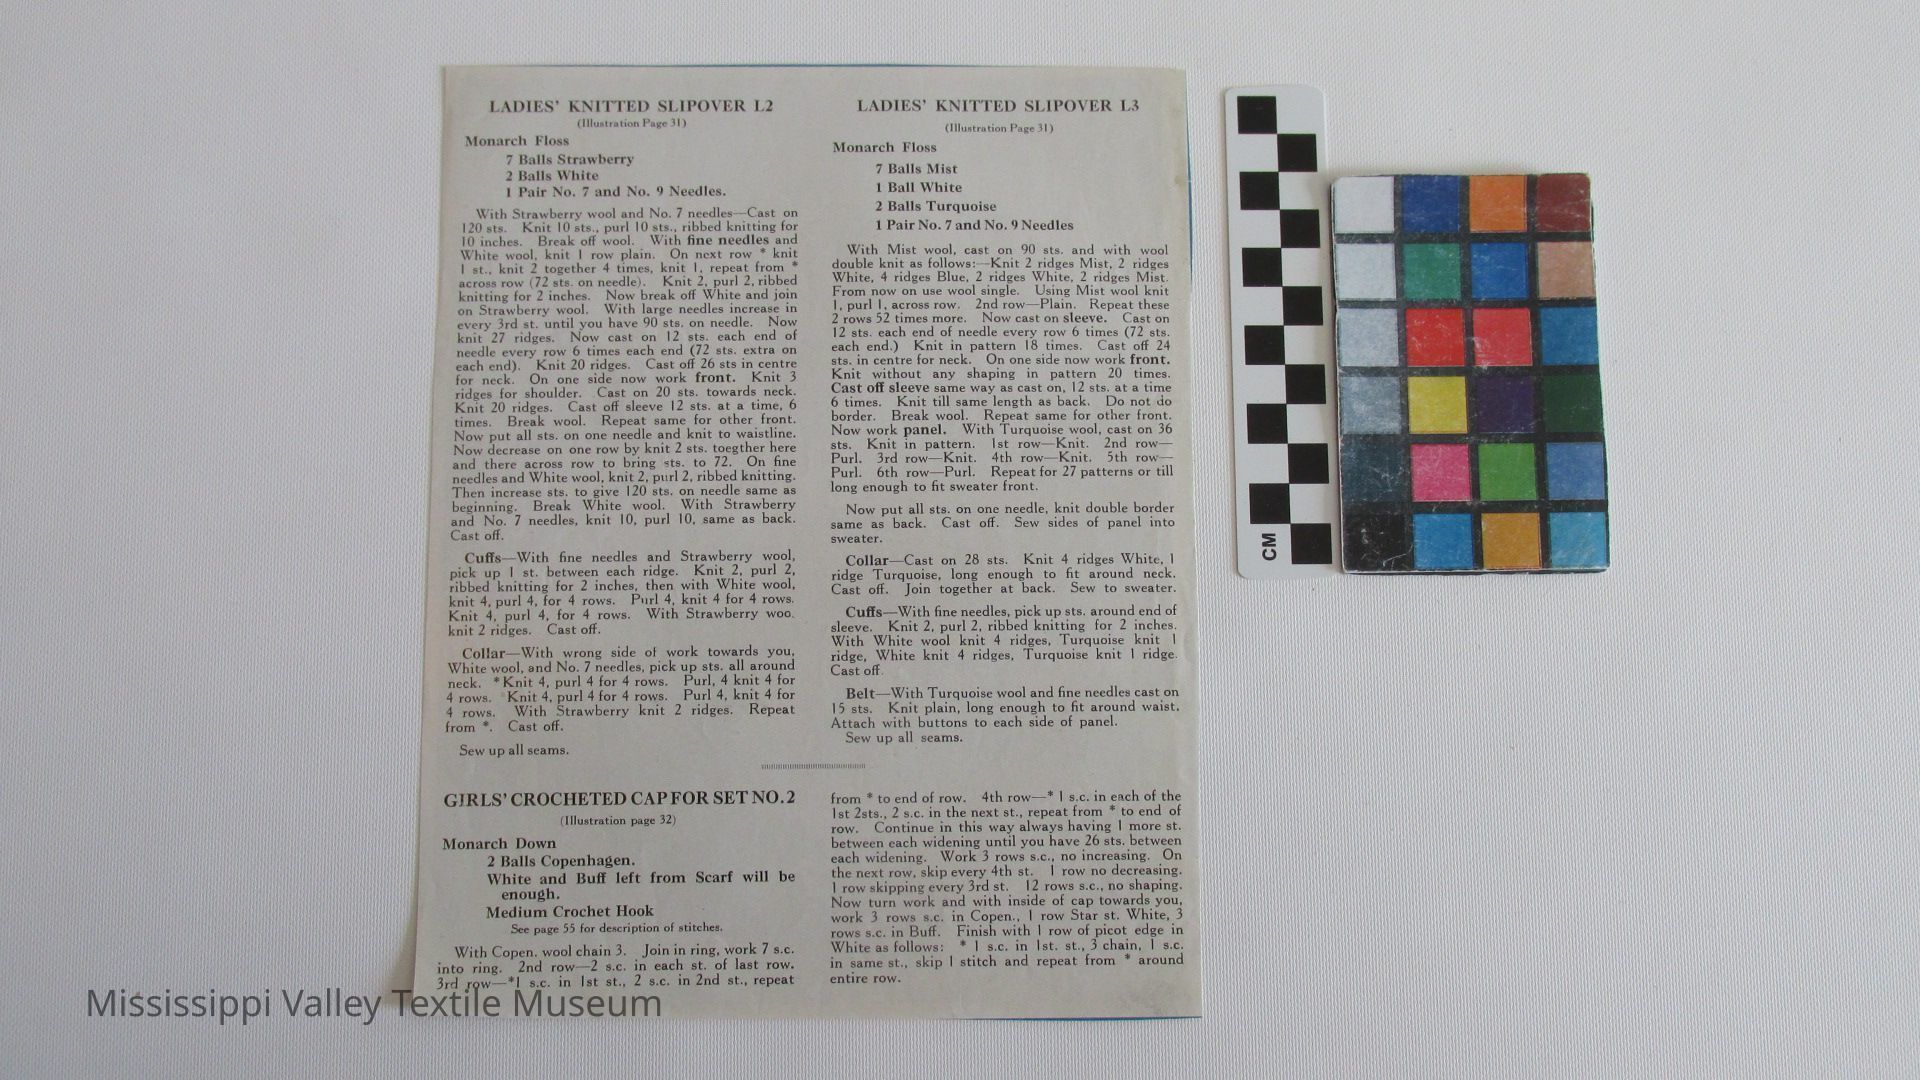 LADIES' KNITTED SLIPOVER L2
(Illustration Page 31)
Monarch Floss
7 Balls Strawberry
2 Balls White
1 Pair No. 7 and No. 9 Needles.
With Strawberry wool and No. 7 needles—Cast on
120 sts. Knit 10 sts., purl 10 sts., ribbed knitting for
10 inches. Break off wool. With fine needles and
White wool, knit 1 row plain. On next row * knit
1 st., knit 2 together 4 times, knit 1, repeat from *
across row (72 sts. on needle). Knit 2, purl 2, ribbed
knitting for 2 inches. Now break off White and join
on Strawberry wool. With large needles increase in
every 3rd st. until you have 90 sts. on needle. Now
knit 27 ridges. Now cast on 12 sts. each end of
needle every row 6 times each end (72 sts. extra on
each end). Knit 20 ridges. Cast off 26 sts in centre
for neck. On one side now work front. Knit 3
ridges for shoulder. Cast on 20 sts. towards neck.
Knit 20 ridges. Cast off sleeve 12 sts. at a time, 6
times. Break wool. Repeat same for other front.
Now put all sts. on one needle and knit to waistline.
Now decrease on one row by knit 2 sts. toegther here
and there across row to bring sts. to 72. On fine
needles and White wool, knit 2, purl 2, ribbed knitting.
Then increase sts. to give 120 sts. on needle same as
beginning. Break White wool. With Strawberry
and No. 7 needles, knit 10, purl 10, same as back.
Cast off.
Cuffs—With fine needles and Strawberry wool,
pick up 1 st. between each ridge. Knit 2, purl 2,
ribbed knitting for 2 inches, then with White wool,
knit 4, purl 4, for 4 rows. Purl 4, knit 4 for 4 rows.
Knit 4, purl 4, for 4 rows. With Strawberry woo
knit 2 ridges. Cast off.
Collar—With wrong side of work towards you,
White wool, and No. 7 needles, pick up sts. all around
neck. *Knit 4, purl 4 for 4 rows. Purl, 4 knit 4 for
4 rows. Knit 4, purl 4 for 4 rows. Purl 4, knit 4 for
4 rows. With Strawberry knit 2 ridges. Repeat
from *. Cast off.
Sew up all seams.
LADIES' KNITTED SLIPOVER L3
(Illustration Page 31)
Monarch Floss
7 Balls Mist
1 Ball White
2 Balls Turquoise
1 Pair No. 7 and No. 9 Needles
With Mist wool, cast on 90 sts. and with wool
double knit as follows:—Knit 2 ridges Mist, 2 ridges
White, 4 ridges Blue, 2 ridges White, 2 ridges Mist.
From now on use wool single. Using Mist wool knit
1, purl 1, across row. 2nd row—Plain. Repeat these
2 rows 52 times more. Now cast on sleeve. Cast on
12 sts. each end of needle every row 6 times (72 sts.
each end.) Knit in pattern 18 times. Cast off 24
sts. in centre for neck. On one side now work front.
Knit without any shaping in pattern 20 times.
Cast off sleeve same way as cast on, 12 sts. at a time
6 times. Knit till same length as back. Do not do
border. Break wool. Repeat same for other front.
Now work panel. With Turquoise wool, cast on 36
sts. Knit in pattern. 1st row—Knit. 2nd row—
Purl. 3rd row—Knit. 4th row—Knit. 5th row—
Purl. 6th row—Purl. Repeat for 27 patterns or till
long enough to fit sweater front.
Now put all sts. on one needle, knit double border
same as back. Cast off. Sew sides of panel into
sweater.
Collar—Cast on 28 sts. Knit 4 ridges White, 1
ridge Turquoise, long enough to fit around neck.
Cast off. Join together at back. Sew to sweater.
Cuffs—With fine needles, pick up sts. around end of
sleeve. Knit 2, purl 2, ribbed knitting for 2 inches.
With White wool knit 4 ridges, Turquoise knit 1
ridge, White knit 4 ridges, Turquoise knit 1 ridge.
Cast off.
Belt—With Turquoise wool and fine needles cast on
15 sts. Knit plain, long enough to fit around waist.
Attach with buttons to each side of panel.
Sew up all seams.
GIRLS' CROCHETED CAP FOR SET NO. 2
(Illustration page 32)
Monarch Down
2 Balls Copenhagen.
White and Buff left from Scarf will be
enough.
Medium Crochet Hook
See page 55 for description of stitches.
With Copen. wool chain 3. Join in ring, work 7 s.c.
into ring. 2nd row—2 s.c. in each st. of last row.
3rd row—*1 s.c. in 1st st., 2 s.c. in 2nd st., repeat
from * to end of row. 4th row—* 1 s.c. in each of the
1st 2sts., 2 s.c. in the next st., repeat from * to end of
row. Continue in this way always having 1 more st.
between each widening until you have 26 sts. between
each widening. Work 3 rows s.c., no increasing. On
the next row, skip every 4th st. 1 row no decreasing.
1 row skipping every 3rd st. 12 rows s.c., no shaping.
Now turn work and with inside of cap towards you,
work 3 rows s.c. in Copen., 1 row Star st. White, 3
rows s.c. in Buff. Finish with 1 row of picot edge in
White as follows: * 1 s.c. in 1st. st., 3 chain, 1 s.c.
in same st., skip 1 stitch and repeat from * around
entire row.
CM
Mississippi Valley Textile Museum